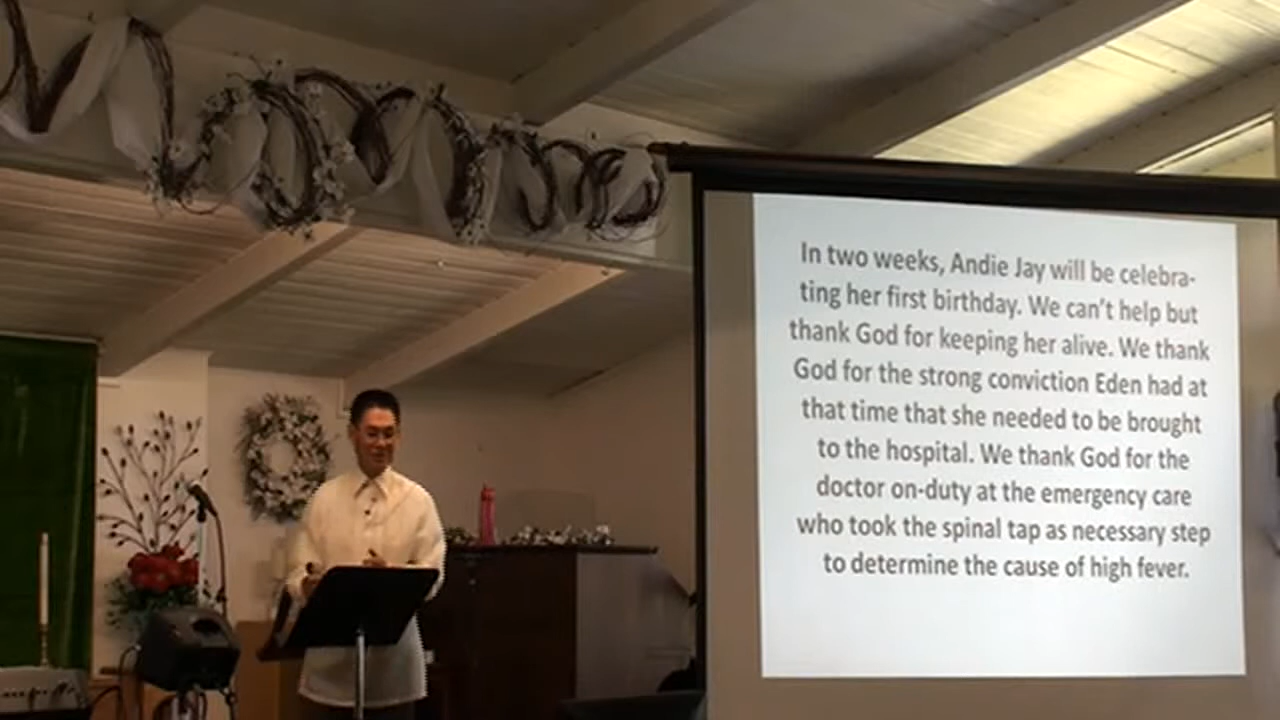 In two weeks, Andie Jay will be celebra-
ting her first birthday. We can't help but
thank God for keeping her alive. We thank
God for the strong conviction Eden had at
that time that she needed to be brought
to the hospital. We thank God for the
doctor on-duty at the emergency care
who took the spinal tap as necessary step
to determine the cause of high fever.